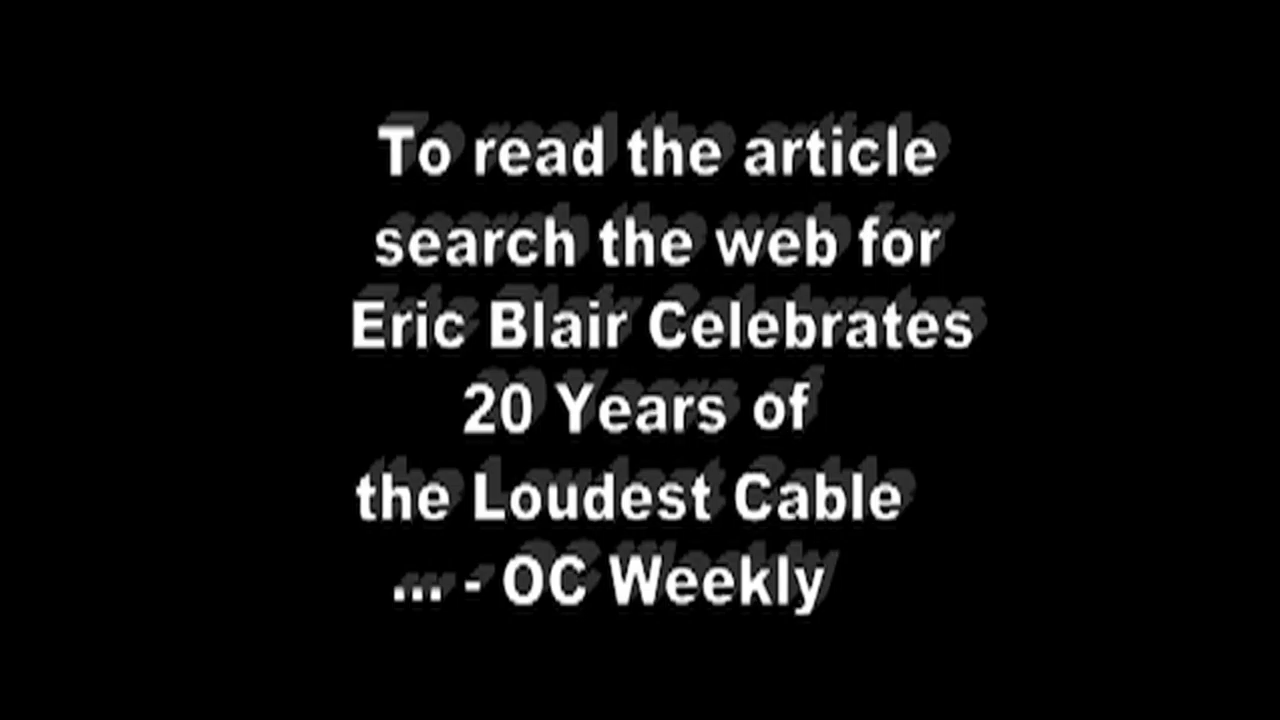 To read the article
search the web for
Eric Blair Celebrates
20 Years of
the Loudest Cable
... - OC Weekly